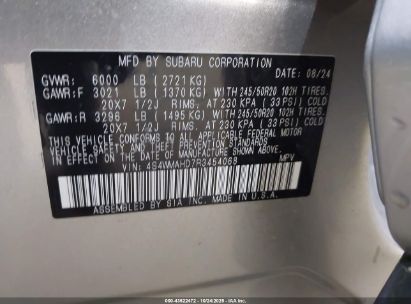 MFD BY SUBARU CORPORATION DATE: 08/24
GVWR: 6000 LB (2721 KG)
GAWR:F 3021 LB (1370 KG) WITH 245/50R20 102H TIRES.
20X7 1/2J RIMS. AT 230 KPA (33 PSI) COLD
GAWR:R 3296 LB (1495 KG) WITH 245/50R20 102H TIRES.
20X7 1/2J RIMS. AT 230 KPA (33 PSI) COLD
THIS VEHICLE CONFORMS TO ALL APPLICABLE FEDERAL MOTOR
VEHICLE SAFETY AND BUMPER THEFT PREVENTION STANDARDS IN
EFFECT ON THE DATE OF MANUFACTURE SHOWN ABOVE.
VIN: 4S4WMAHD7R3454068 MPV
ASSEMBLED BY SIA INC. MADE IN U.S.A.